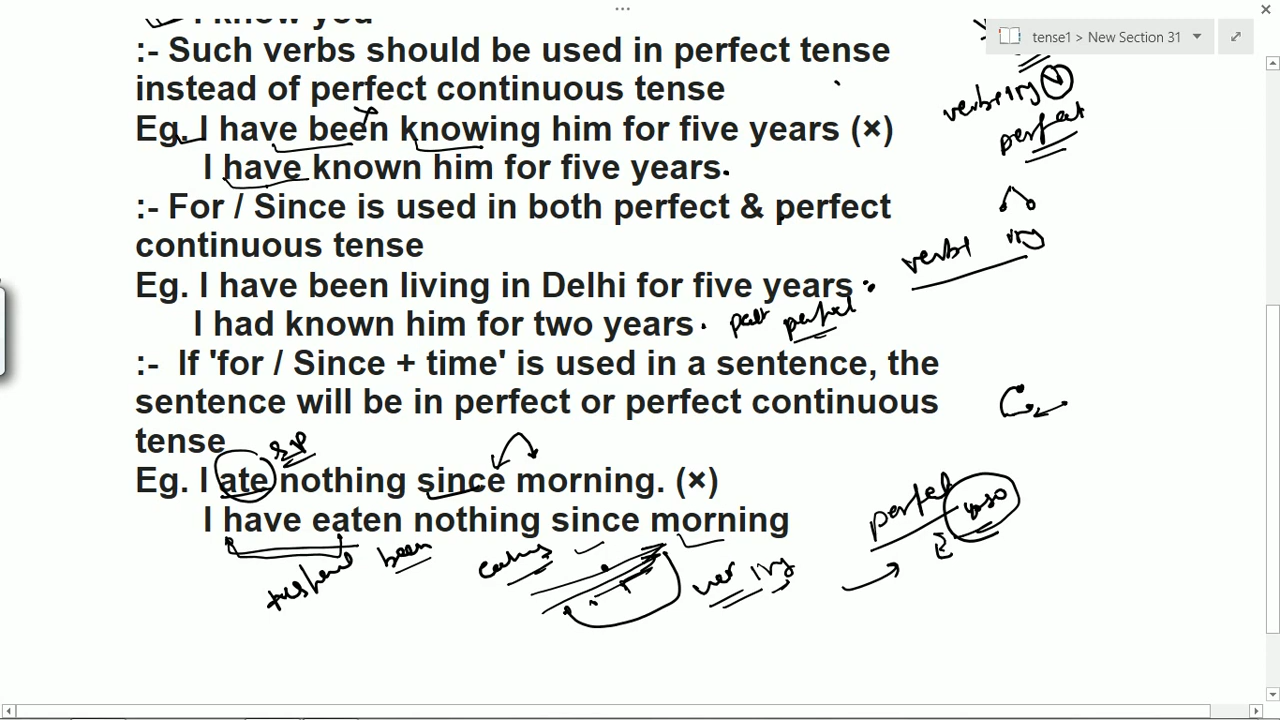 I know you
tense1 > New Section 31
:- Such verbs should be used in perfect tense
instead of perfect continuous tense
Eg. I have been knowing him for five years (×)
perfect
I have known him for five years.
:- For / Since is used in both perfect & perfect
continuous tense
verb+ ing
Eg. I have been living in Delhi for five years.
I had known him for two years. past perfect
:- If 'for / Since + time' is used in a sentence, the
sentence will be in perfect or perfect continuous
tense
Eg. I ate nothing since morning. (×)
perfect
I have eaten nothing since morning
been